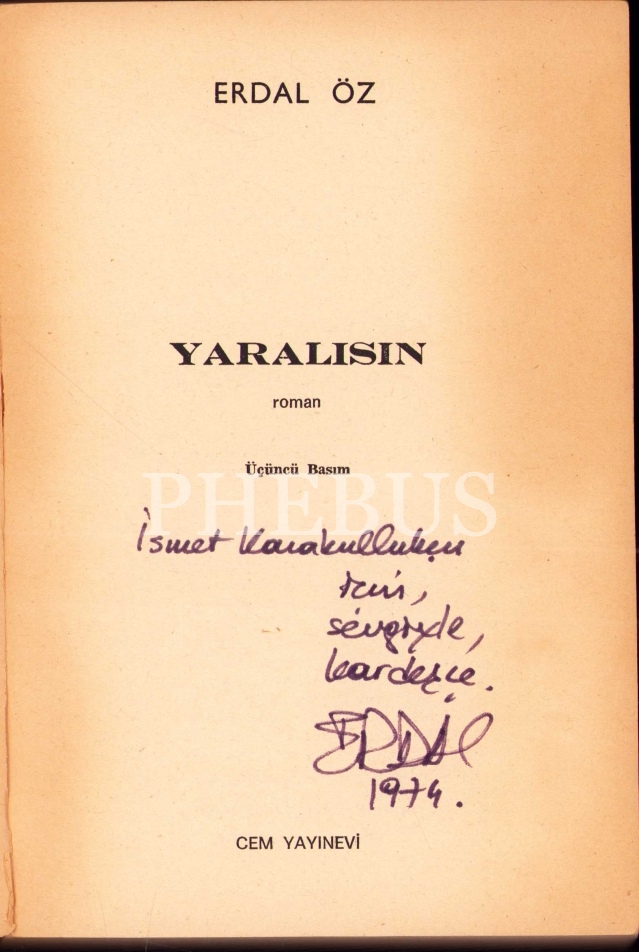 ERDAL ÖZ
YARALISIN
roman
Üçüncü Basım
PHEBUS
İsmet Karakullukçu
için,
sevgiyle,
kardeşçe.
ERDAL
1974.
CEM YAYINEVİ